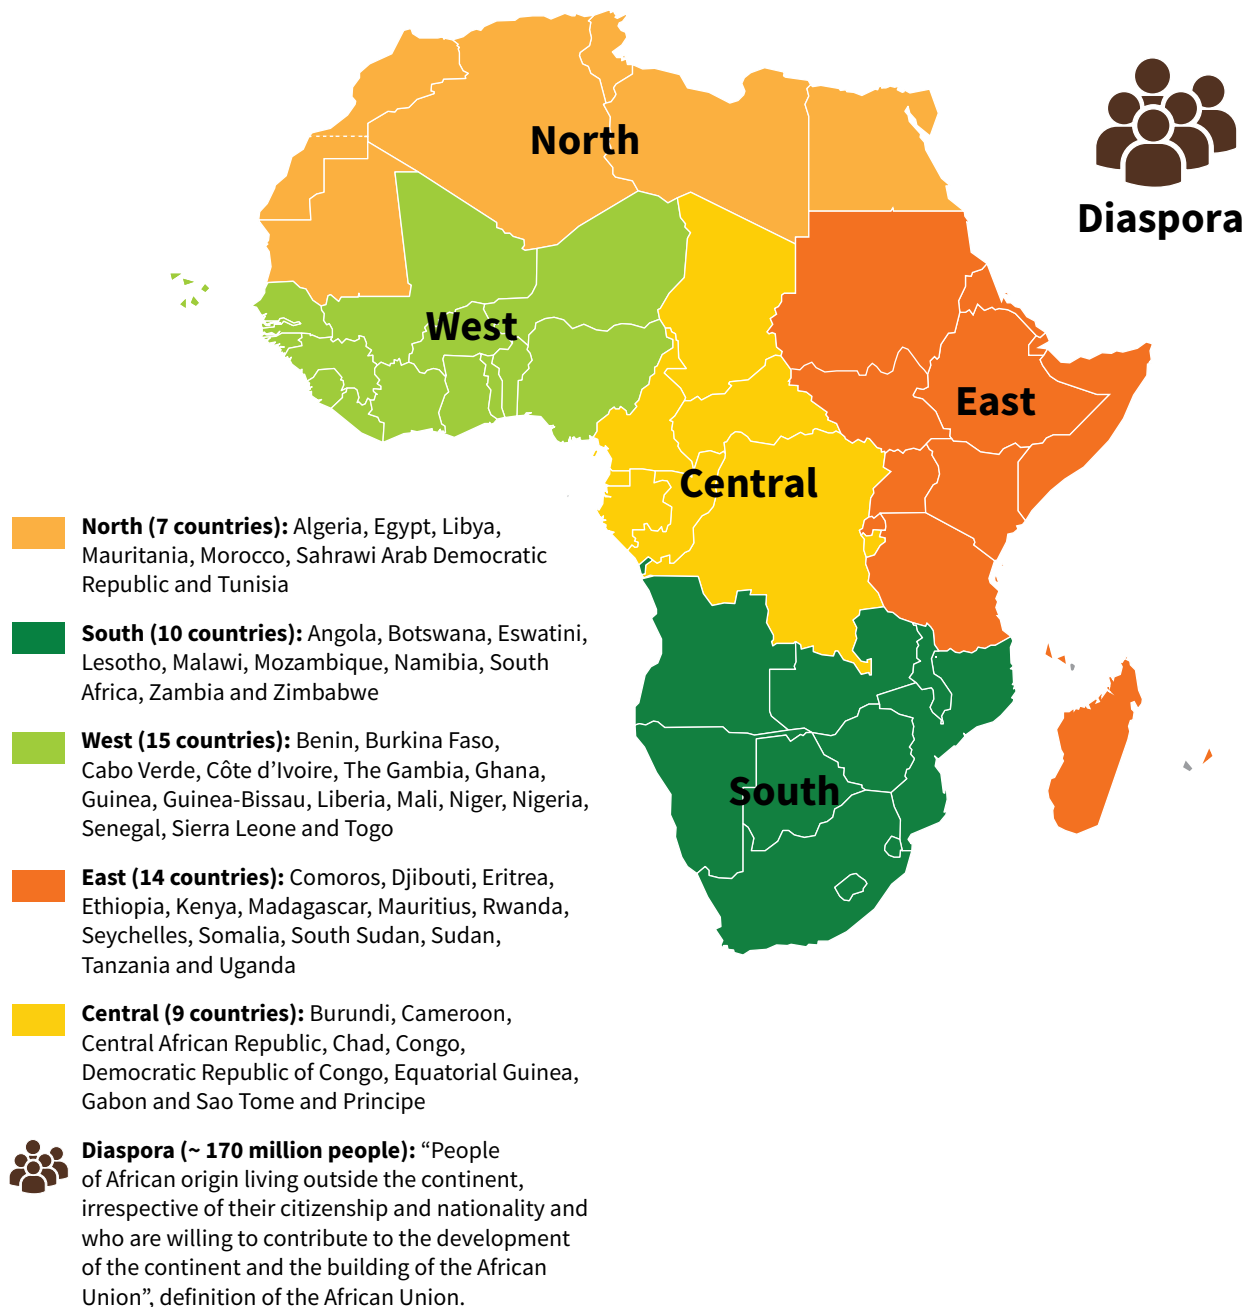 North
Diaspora
West
East
Central
South
North (7 countries): Algeria, Egypt, Libya,
Mauritania, Morocco, Sahrawi Arab Democratic
Republic and Tunisia
South (10 countries): Angola, Botswana, Eswatini,
Lesotho, Malawi, Mozambique, Namibia, South
Africa, Zambia and Zimbabwe
West (15 countries): Benin, Burkina Faso,
Cabo Verde, Côte d’Ivoire, The Gambia, Ghana,
Guinea, Guinea-Bissau, Liberia, Mali, Niger, Nigeria,
Senegal, Sierra Leone and Togo
East (14 countries): Comoros, Djibouti, Eritrea,
Ethiopia, Kenya, Madagascar, Mauritius, Rwanda,
Seychelles, Somalia, South Sudan, Sudan,
Tanzania and Uganda
Central (9 countries): Burundi, Cameroon,
Central African Republic, Chad, Congo,
Democratic Republic of Congo, Equatorial Guinea,
Gabon and Sao Tome and Principe
Diaspora (~ 170 million people): “People
of African origin living outside the continent,
irrespective of their citizenship and nationality and
who are willing to contribute to the development
of the continent and the building of the African
Union”, definition of the African Union.